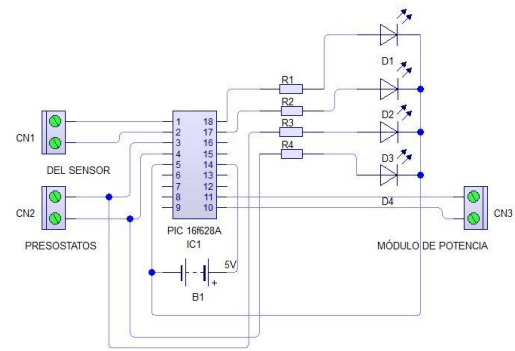 R1
D1
R2
D2
R3
D3
R4
D4
CN1
DEL SENSOR
CN2
PRESOSTATOS
1 18
2 17
3 16
4 15
5 14
6 13
7 12
8 11
9 10
PIC 16f628A
IC1
5V
+
B1
CN3
MÓDULO DE POTENCIA